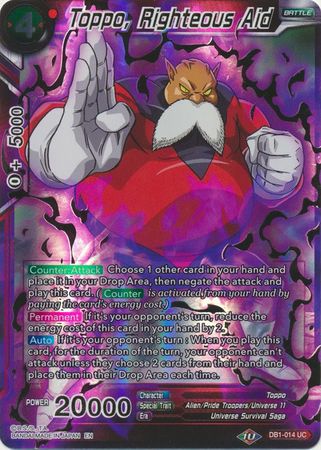 Toppo, Righteous Aid
BATTLE
4
0+ 5000
Counter:Attack Choose 1 other card in your hand and
place it in your Drop Area, then negate the attack and
play this card. ( Counter is activated from your hand by
paying the card's energy cost.)
Permanent If it's your opponent's turn, reduce the
energy cost of this card in your hand by 2.
Auto If it's your opponent's turn : When you play this
card, for the duration of the turn, your opponent can't
attack unless they choose 2 cards from their hand and
place them in their Drop Area each time.
POWER 20000
Character Toppo
Special Trait Alien/Pride Troopers/Universe 11
Era Universe Survival Saga
BANDAI MADE IN JAPAN EN
DB1-014 UC